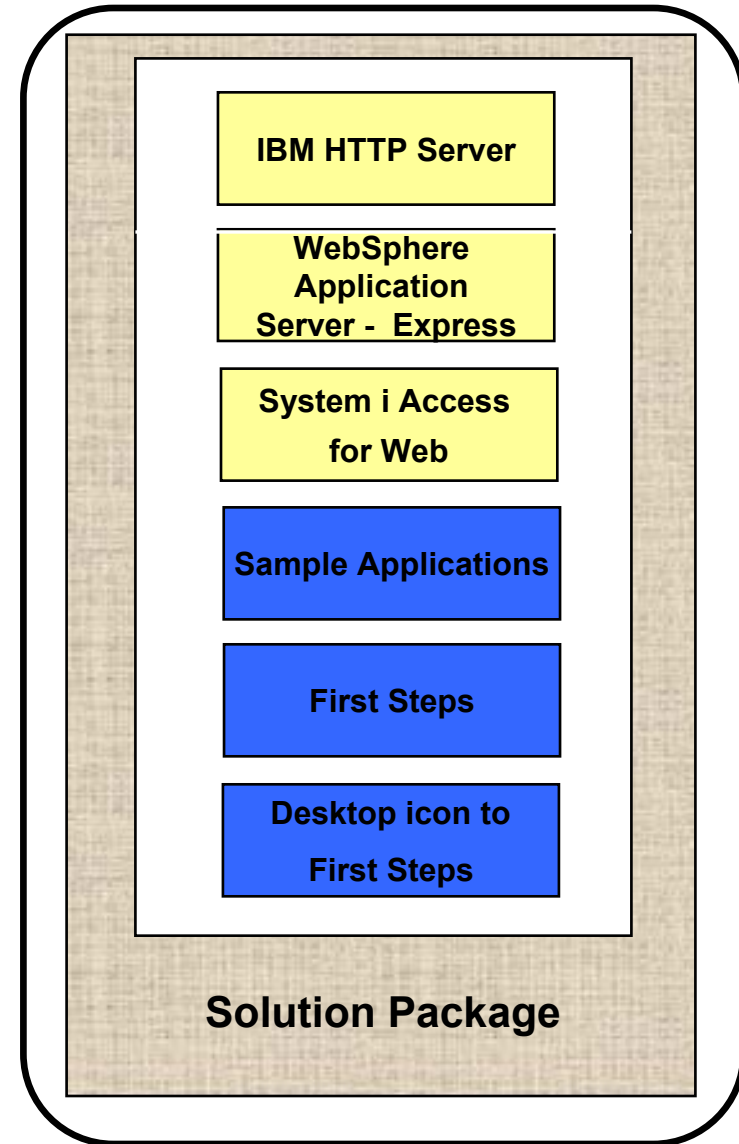 IBM HTTP Server
WebSphere
Application
Server - Express
System i Access
for Web
Sample Applications
First Steps
Desktop icon to
First Steps
Solution Package